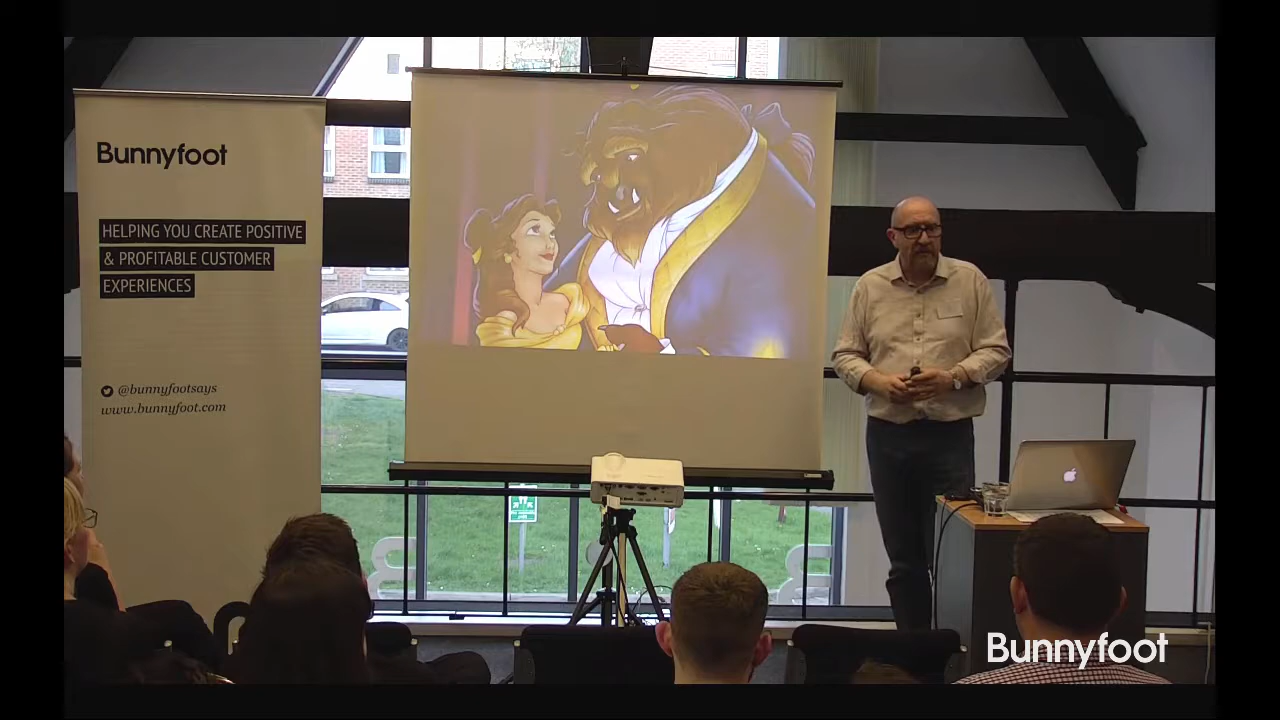 Bunnyfoot
HELPING YOU CREATE POSITIVE
& PROFITABLE CUSTOMER
EXPERIENCES
@bunnyfootsays
www.bunnyfoot.com
Bunnyfoot